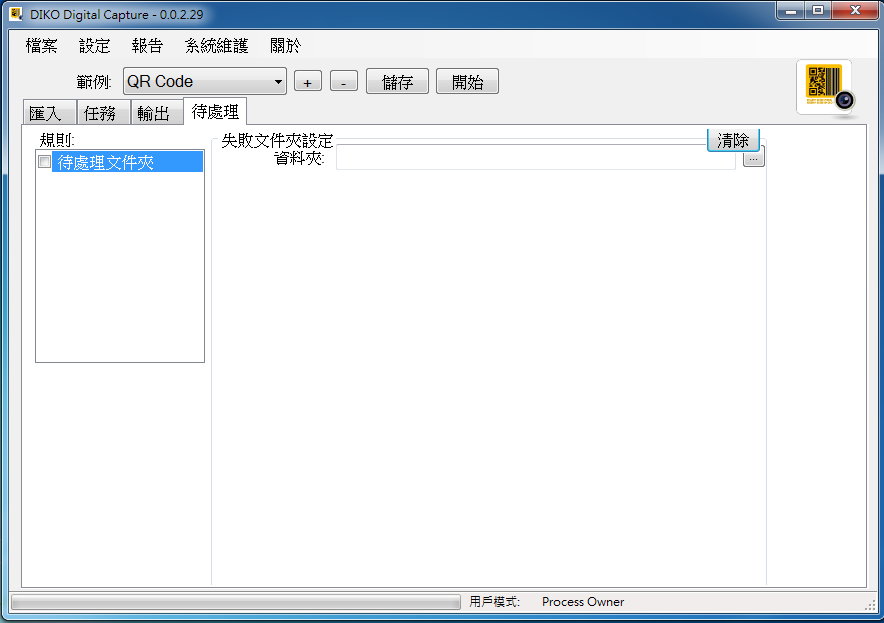 DIKO Digital Capture - 0.0.2.29
檔案 設定 報告 系統維護 關於
範例: QR Code + - 儲存 開始
匯入 任務 輸出 待處理
規則:
待處理文件夾
失敗文件夾設定 清除
資料夾: ...
用戶模式: Process Owner